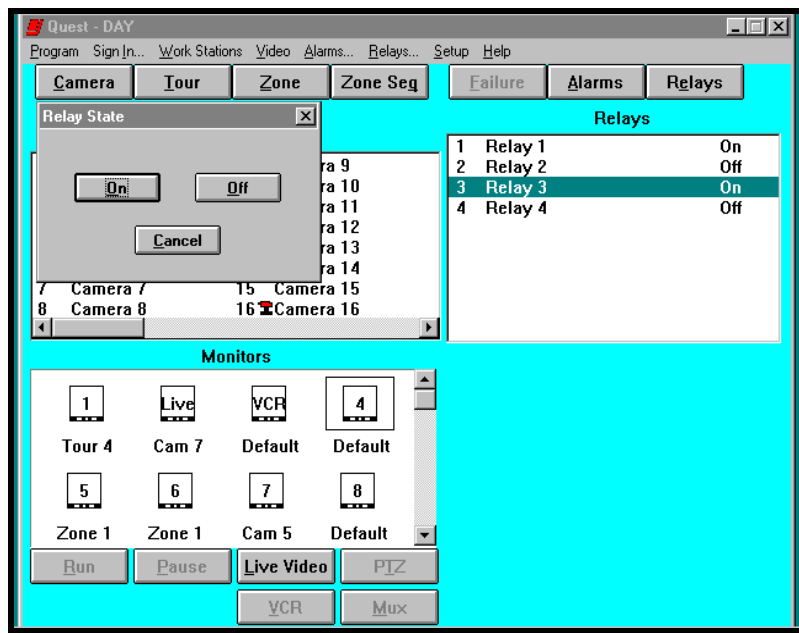 Quest - DAY
Program Sign In... Work Stations Video Alarms... Relays... Setup Help
Camera Tour Zone Zone Seq Failure Alarms Relays
Relay State
On Off
Cancel
ra 9
ra 10
ra 11
ra 12
ra 13
ra 14
7 Camera 7 15 Camera 15
8 Camera 8 16 Camera 16
Relays
1 Relay 1 On
2 Relay 2 Off
3 Relay 3 On
4 Relay 4 Off
Monitors
1 Live VCR 4
Tour 4 Cam 7 Default Default
5 6 7 8
Zone 1 Zone 1 Cam 5 Default
Run Pause Live Video PTZ
VCR Mux